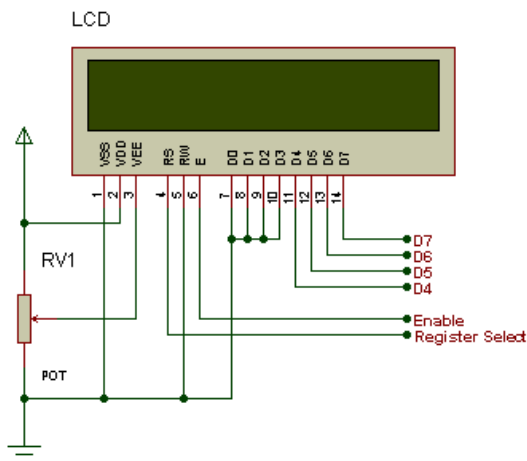 LCD
VSS VDD VEE RS RW E D0 D1 D2 D3 D4 D5 D6 D7
1 2 3 4 5 6 7 8 9 10 11 12 13 14
D7
D6
D5
D4
RV1
Enable
Register Select
POT